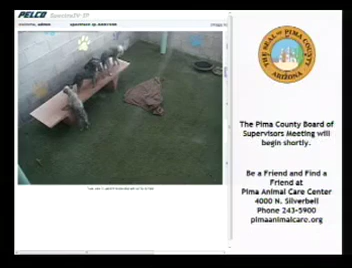 PELCO
THE SEAL OF PIMA COUNTY
ARIZONA
The Pima County Board of
Supervisors Meeting will
begin shortly.
Be a Friend and Find a
Friend at
Pima Animal Care Center
4000 N. Silverbell
Phone 243-5900
pimaanimalcare.org